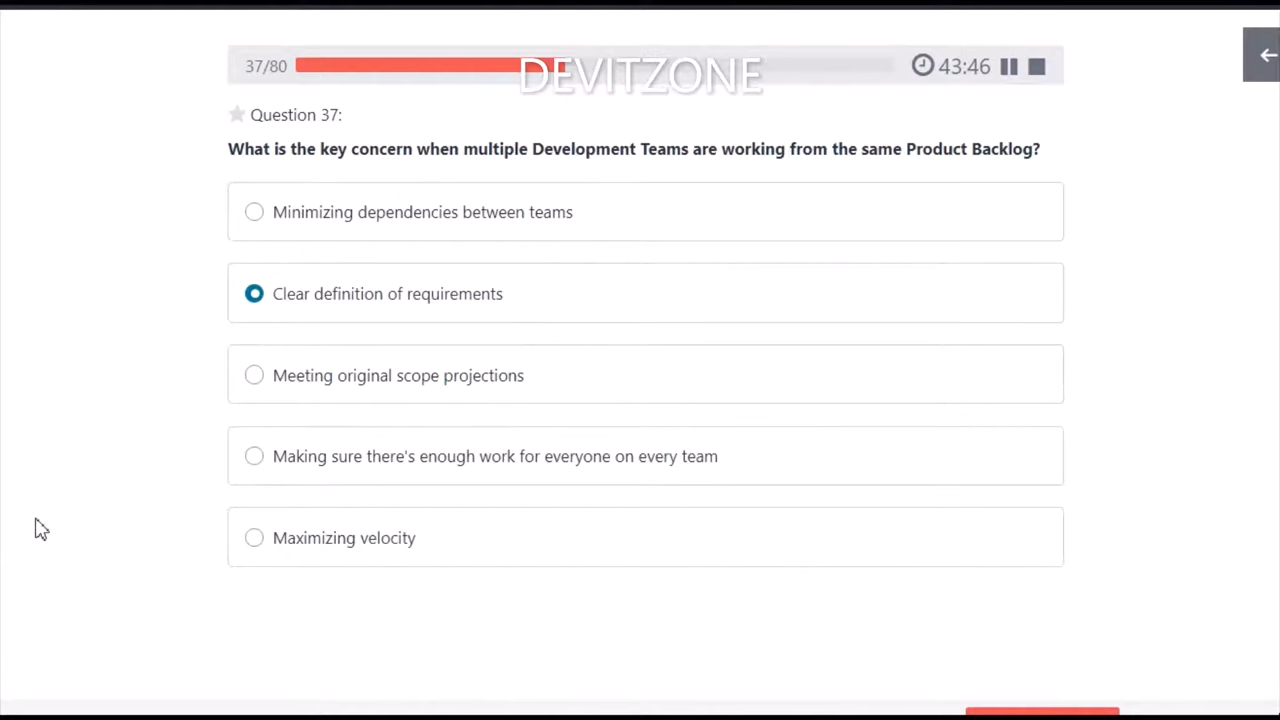 37/80
DEVITZONE
43:46
Question 37:
What is the key concern when multiple Development Teams are working from the same Product Backlog?
Minimizing dependencies between teams
Clear definition of requirements
Meeting original scope projections
Making sure there's enough work for everyone on every team
Maximizing velocity